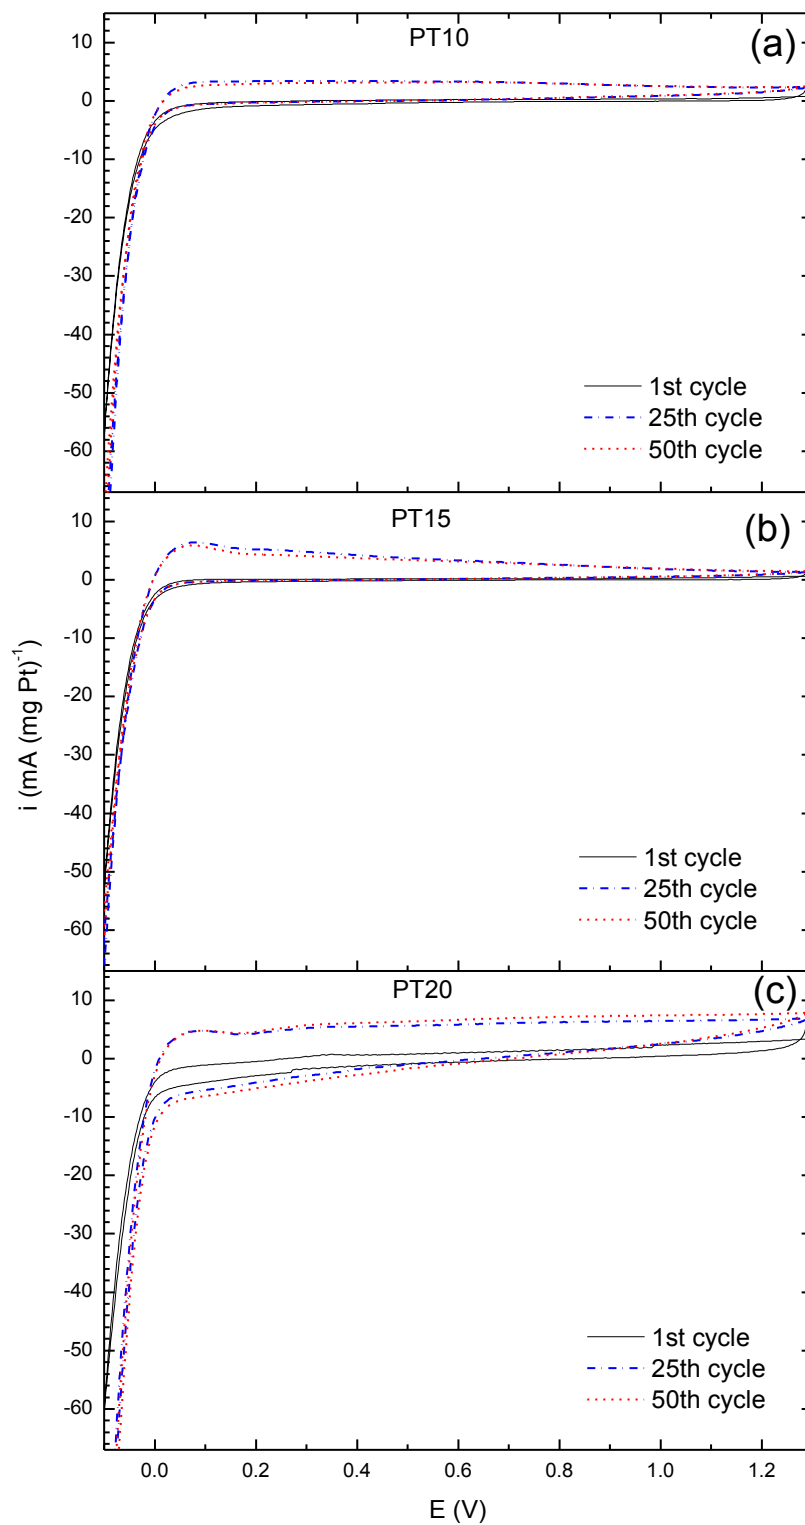 PT10
(a)
10
0
-10
-20
-30
-40
-50
-60
1st cycle
25th cycle
50th cycle
PT15
(b)
10
0
-10
-20
-30
-40
-50
-60
1st cycle
25th cycle
50th cycle
i (mA (mg Pt)⁻¹)
PT20
(c)
10
0
-10
-20
-30
-40
-50
-60
1st cycle
25th cycle
50th cycle
0.0 0.2 0.4 0.6 0.8 1.0 1.2
E (V)